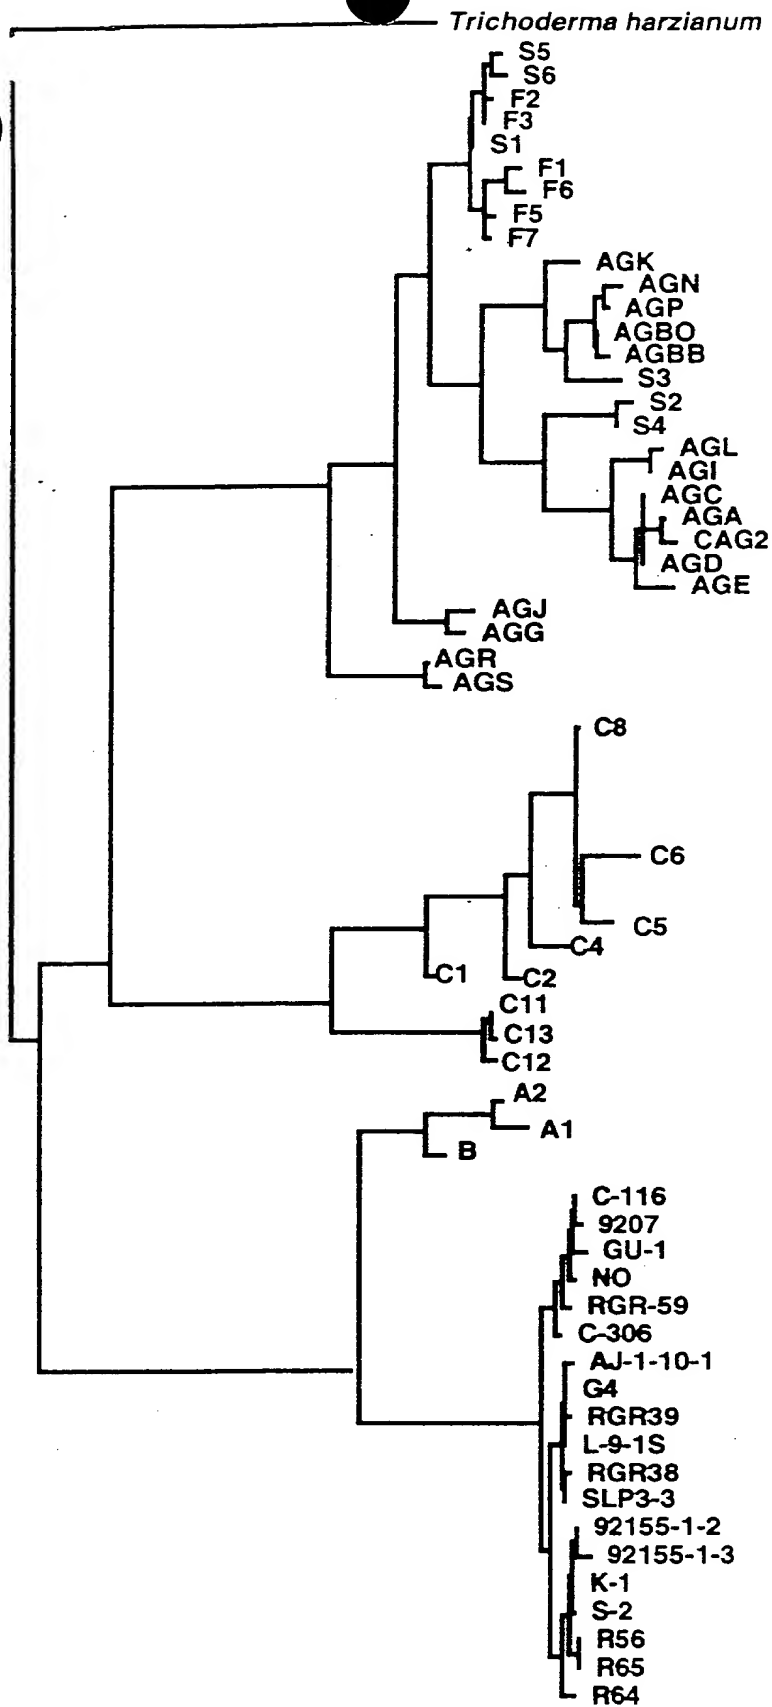 Trichoderma harzianum
S5
S6
F2
F3
S1
F1
F6
F5
F7
AGK
AGN
AGP
AGBO
AGBB
S3
S2
S4
AGL
AGI
AGC
AGA
CAG2
AGD
AGE
AGJ
AGG
AGR
AGS
C8
C6
C5
C4
C1
C2
C11
C13
C12
A2
A1
B
C-116
9207
GU-1
NO
RGR-59
C-306
AJ-1-10-1
G4
RGR39
L-9-1S
RGR38
SLP3-3
92155-1-2
92155-1-3
K-1
S-2
R56
R65
R64